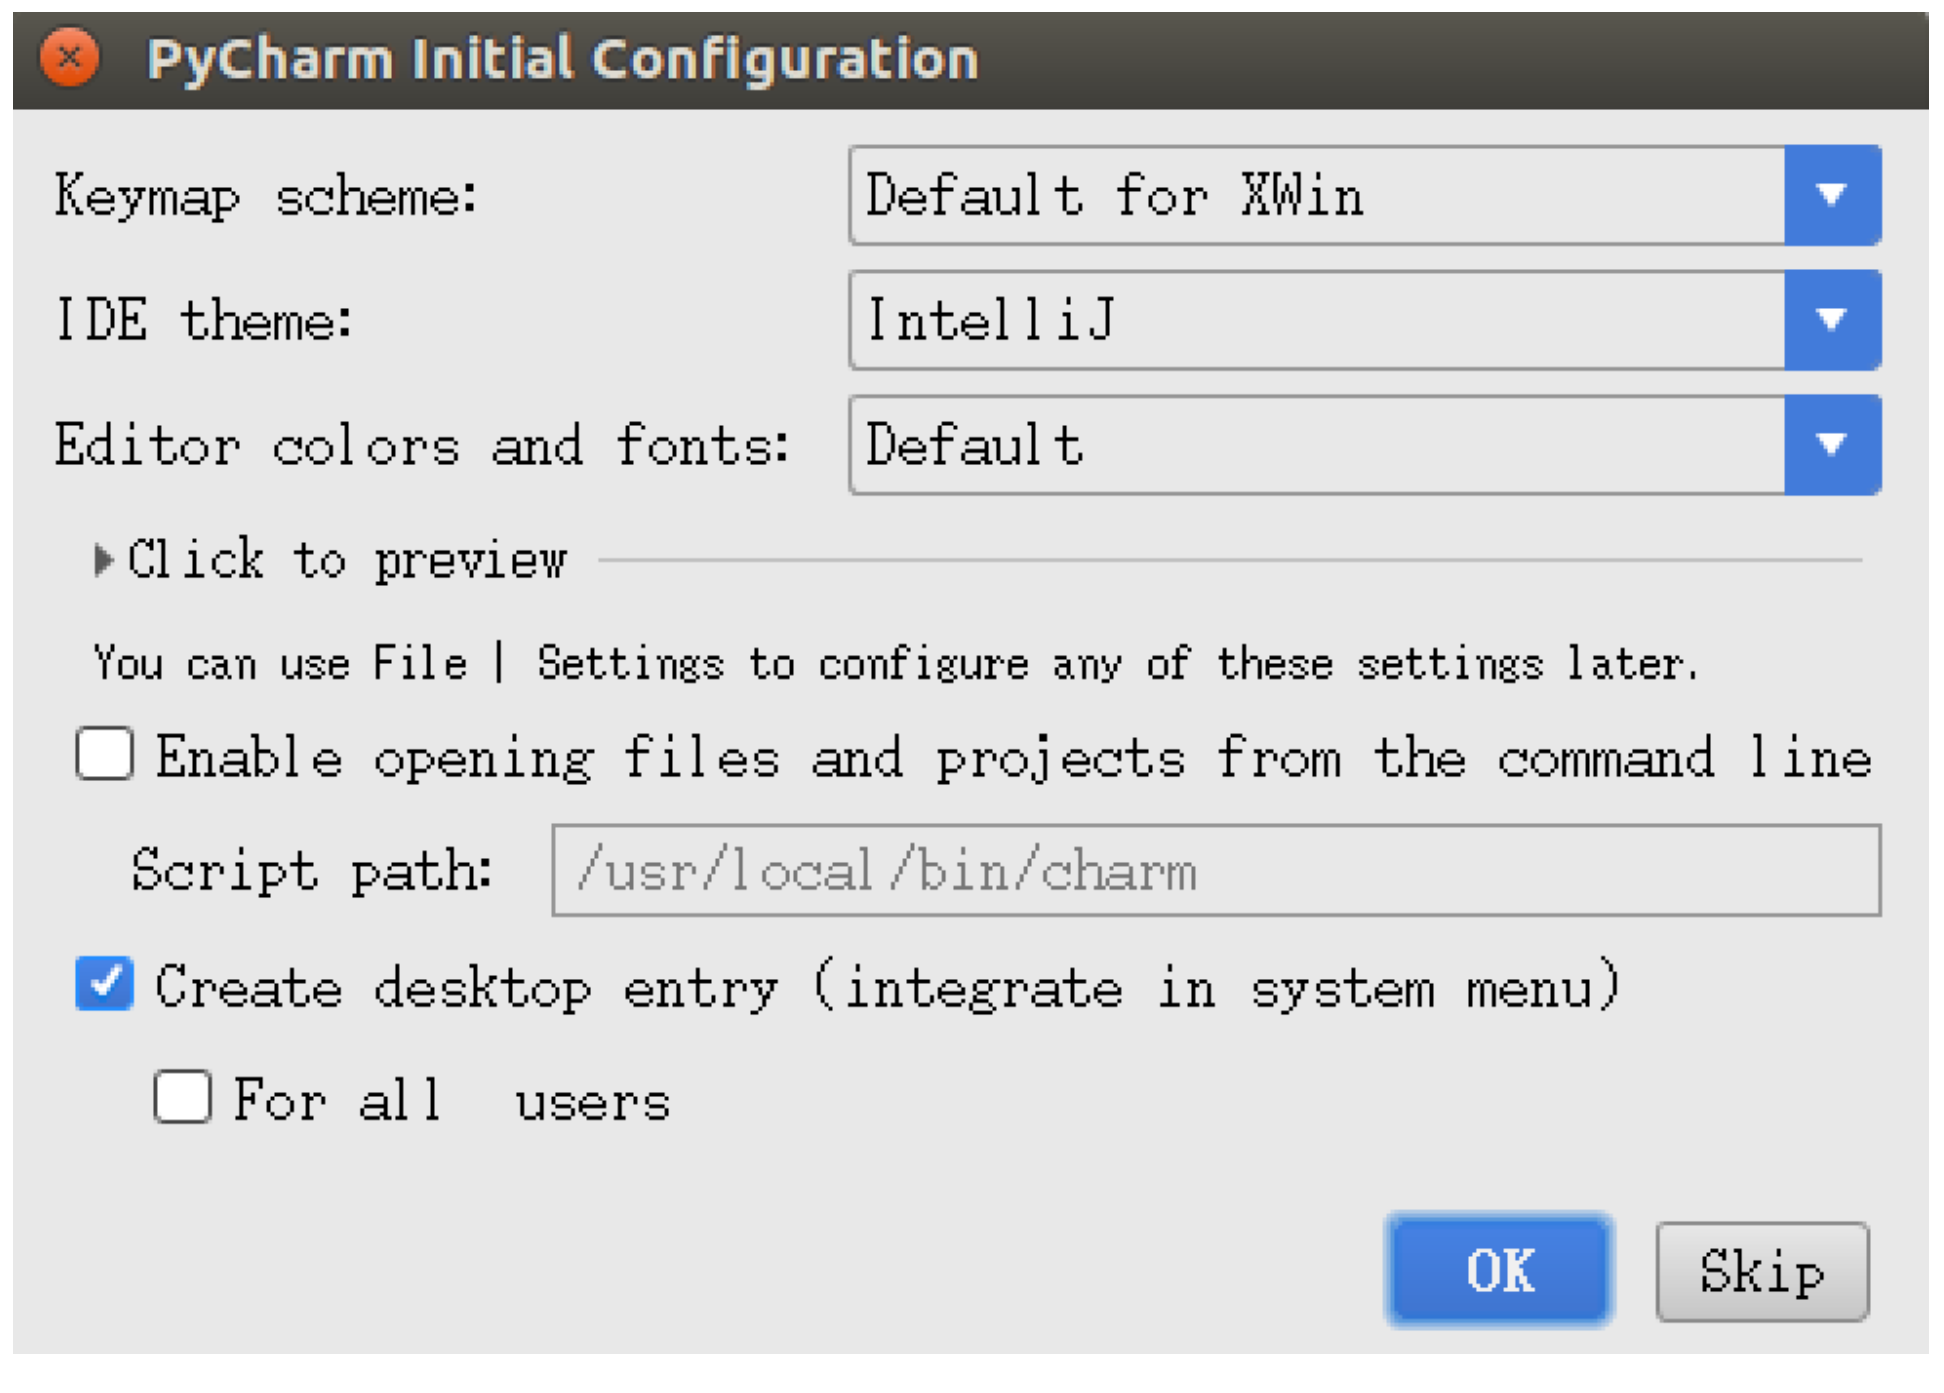 PyCharm Initial Configuration
Keymap scheme: Default for XWin
IDE theme: IntelliJ
Editor colors and fonts: Default
Click to preview
You can use File | Settings to configure any of these settings later.
Enable opening files and projects from the command line
Script path: /usr/local/bin/charm
Create desktop entry (integrate in system menu)
For all users
OK Skip